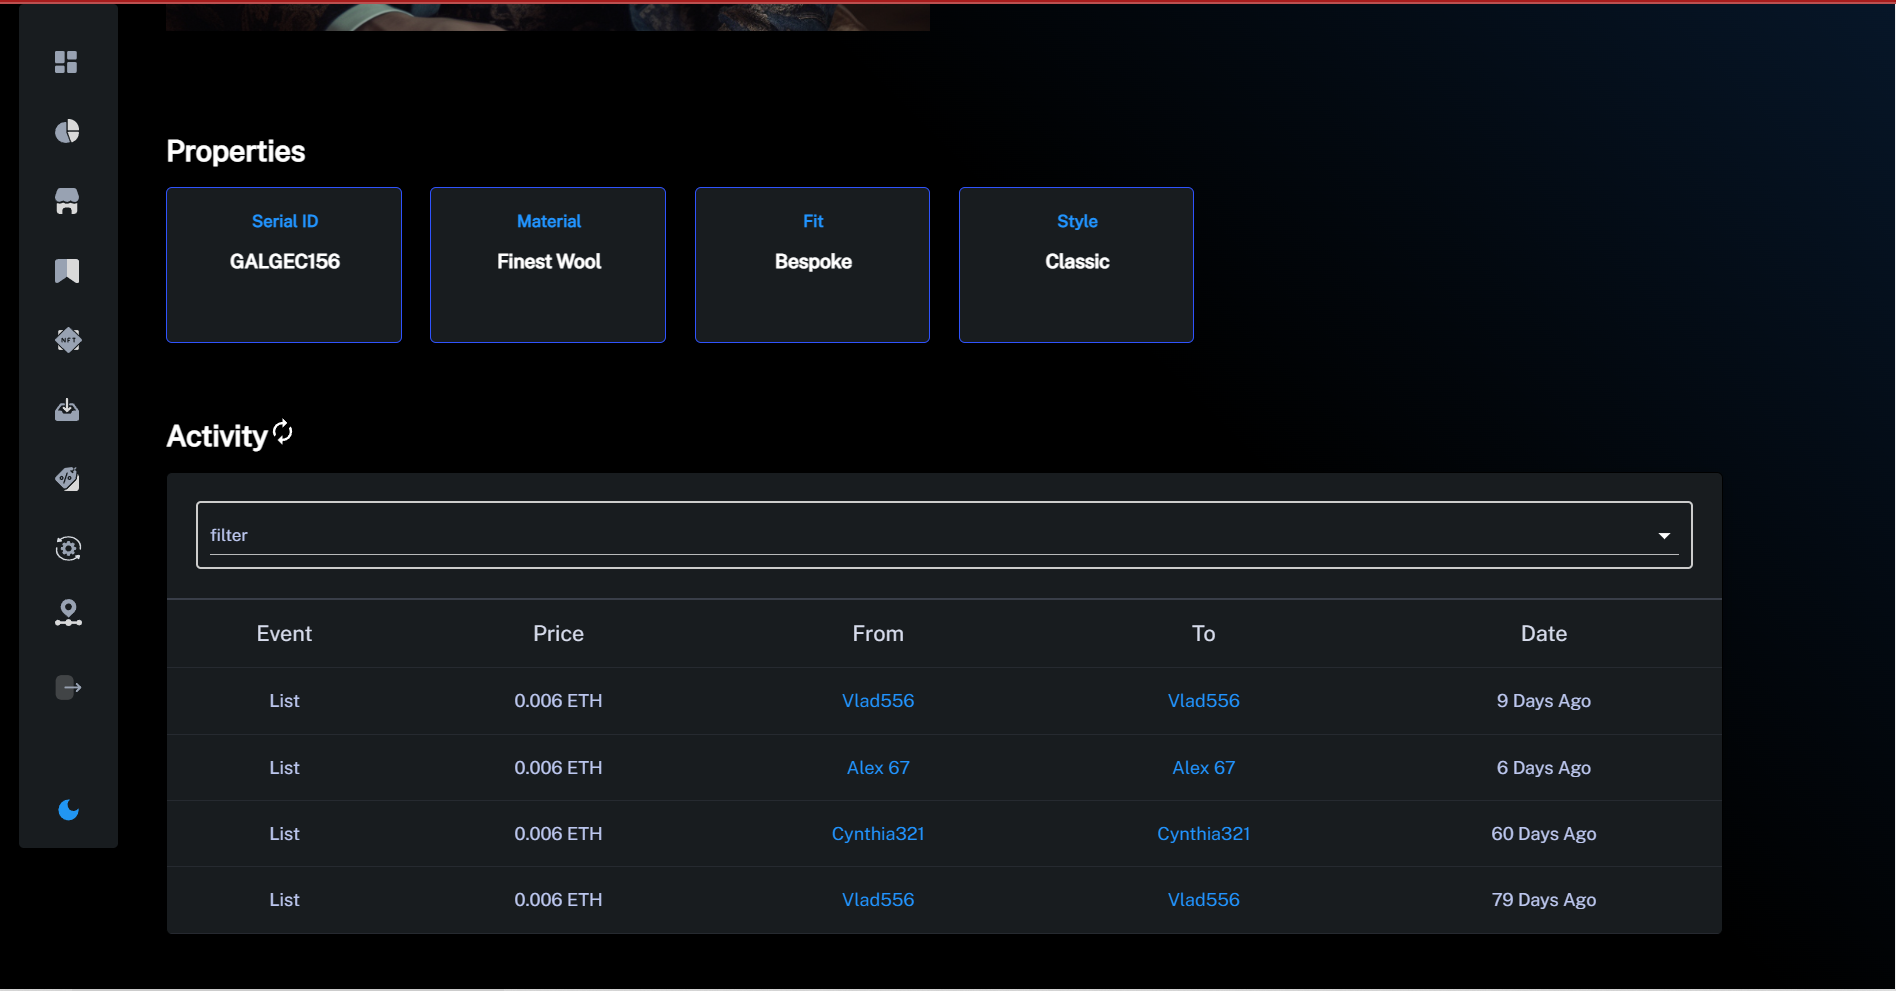 Properties
Serial ID
GALGEC156
Material
Finest Wool
Fit
Bespoke
Style
Classic
NFT
Activity
filter
Event Price From To Date
List 0.006 ETH Vlad556 Vlad556 9 Days Ago
List 0.006 ETH Alex 67 Alex 67 6 Days Ago
List 0.006 ETH Cynthia321 Cynthia321 60 Days Ago
List 0.006 ETH Vlad556 Vlad556 79 Days Ago